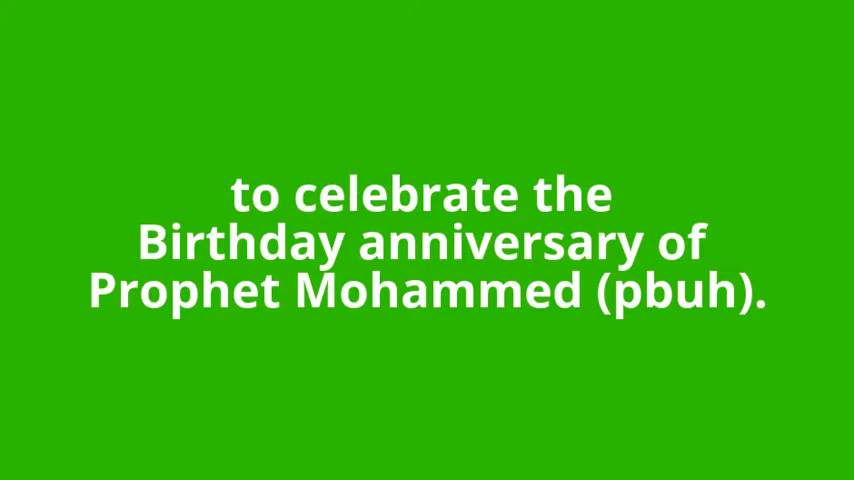 to celebrate the
Birthday anniversary of
Prophet Mohammed (pbuh).